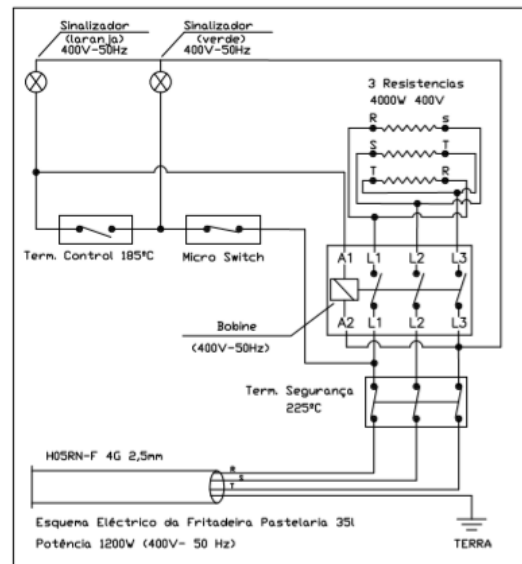 Sinalizador
(laranja)
400V-50Hz
Sinalizador
(verde)
400V-50Hz
3 Resistencias
4000W 400V
R s
S T
T R
Term. Control 185ºC
Micro Switch
A1 L1 L2 L3
A2 L1 L2 L3
Bobine
(400V-50Hz)
Term. Segurança
225ºC
H05RN-F 4G 2,5mm
R
S
T
Esquema Eléctrico da Fritadeira Pastelaria 35l
Potência 1200W (400V- 50 Hz)
TERRA